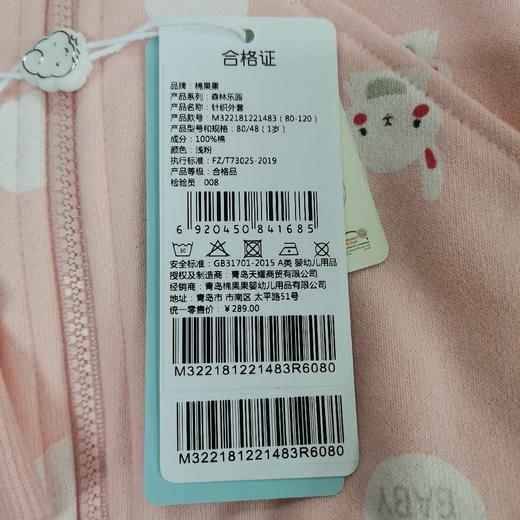 合格证
品牌：棉果果
产品系列：森林乐园
产品名称：针织外套
产品款号：M322181221483（80-120）
产品型号和规格：80/48（1岁）
成分：100%棉
颜色：浅粉
执行标准：FZ/T73025-2019
产品等级：合格品
检验员 008
6 920450 841685
安全标准：GB31701-2015 A类 婴幼儿用品
授权及制造商：青岛天耀商贸有限公司
经销商：青岛棉果果婴幼儿用品有限公司
地址：青岛市 市南区 太平路51号
统一零售价：￥289.00
M322181221483R6080
M322181221483R6080
BABY